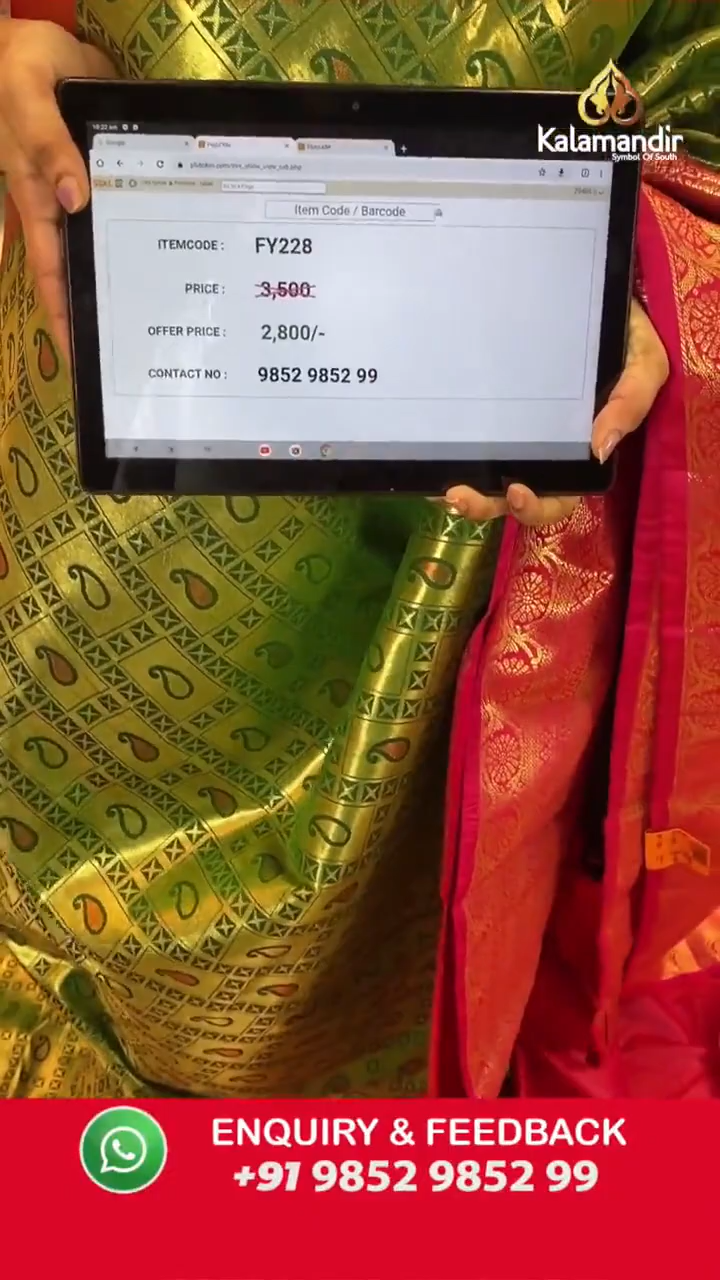 Kalamandir
Symbol Of South
Item Code / Barcode
ITEMCODE : FY228
PRICE : 3,500
OFFER PRICE : 2,800/-
CONTACT NO : 9852 9852 99
ENQUIRY & FEEDBACK
+91 9852 9852 99